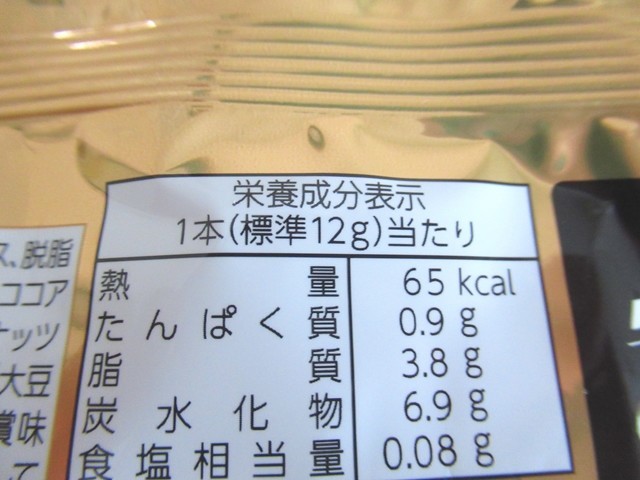 栄養成分表示
1本(標準12g)当たり
熱量 65 kcal
たんぱく質 0.9 g
脂質 3.8 g
炭水化物 6.9 g
食塩相当量 0.08 g
ス、脱脂
ココア
ナッツ
大豆
賞味
して